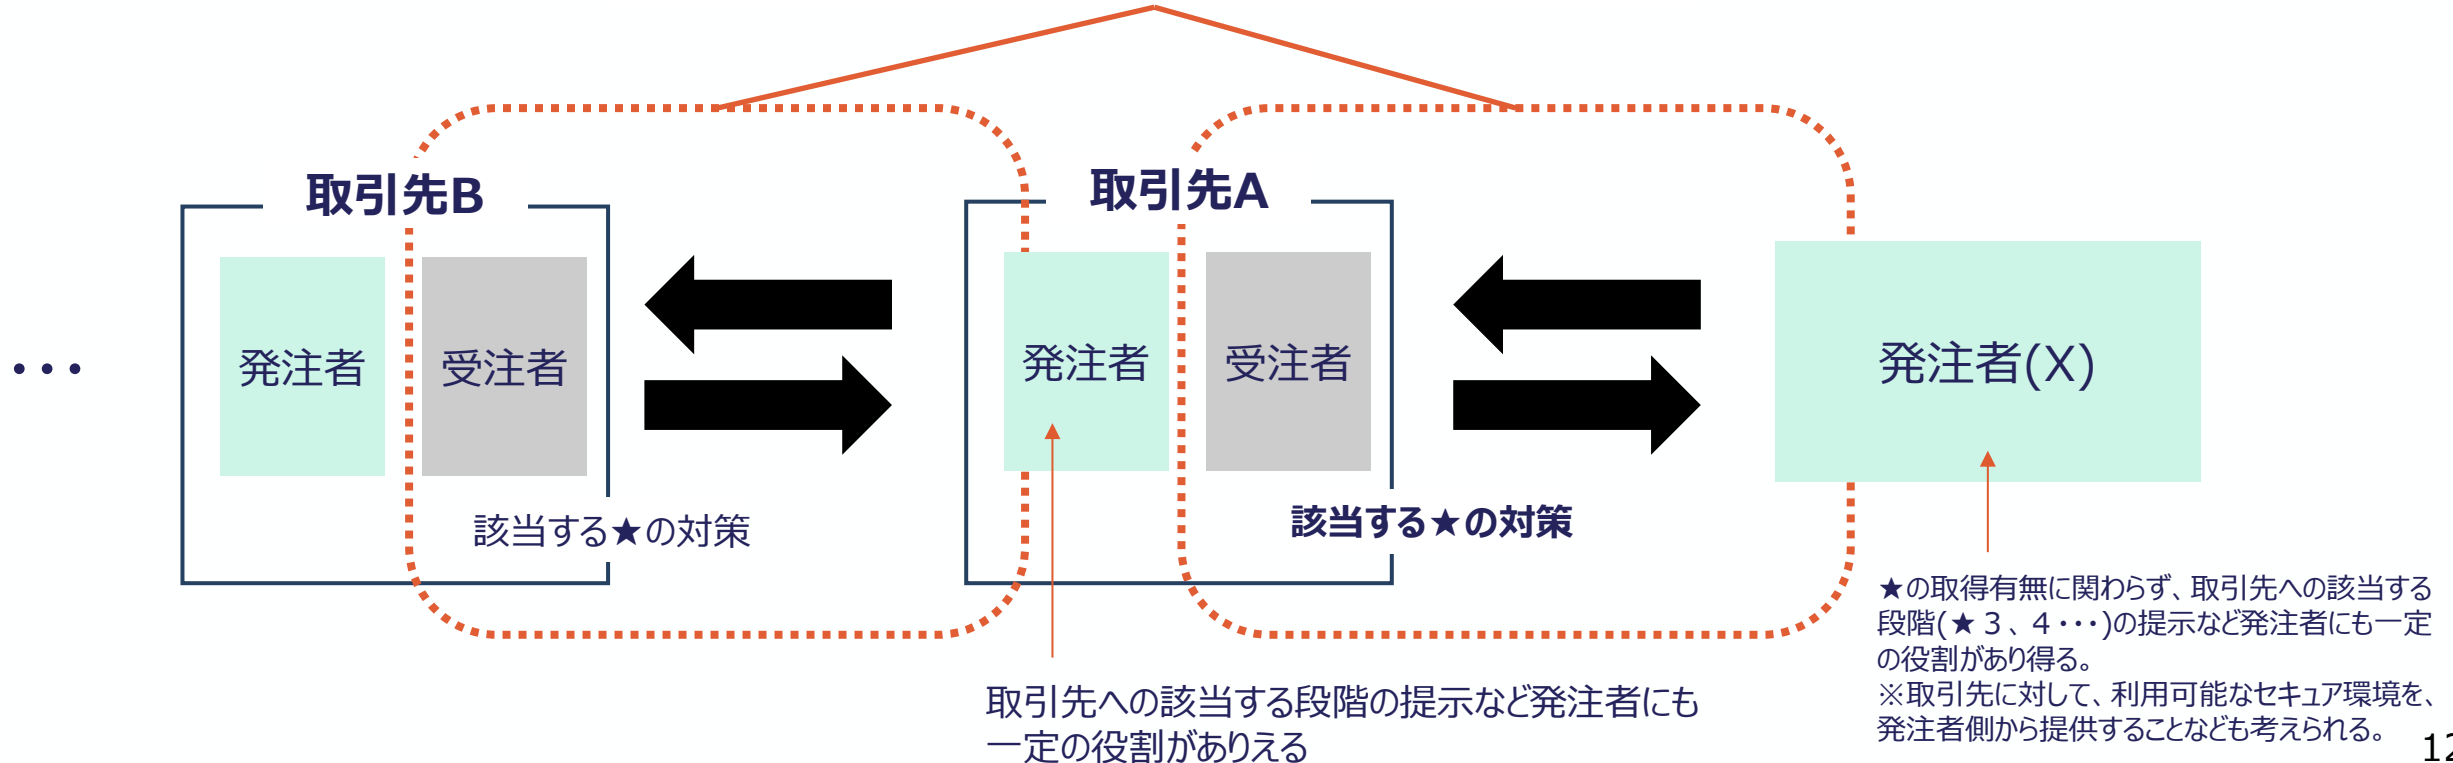 取引先B
取引先A
・・・
発注者
受注者
発注者
受注者
発注者(X)
該当する★の対策
該当する★の対策
★の取得有無に関わらず、取引先への該当する
段階(★３、４・・・)の提示など発注者にも一定
の役割があり得る。
※取引先に対して、利用可能なセキュア環境を、
発注者側から提供することなども考えられる。
取引先への該当する段階の提示など発注者にも
一定の役割がありえる
12